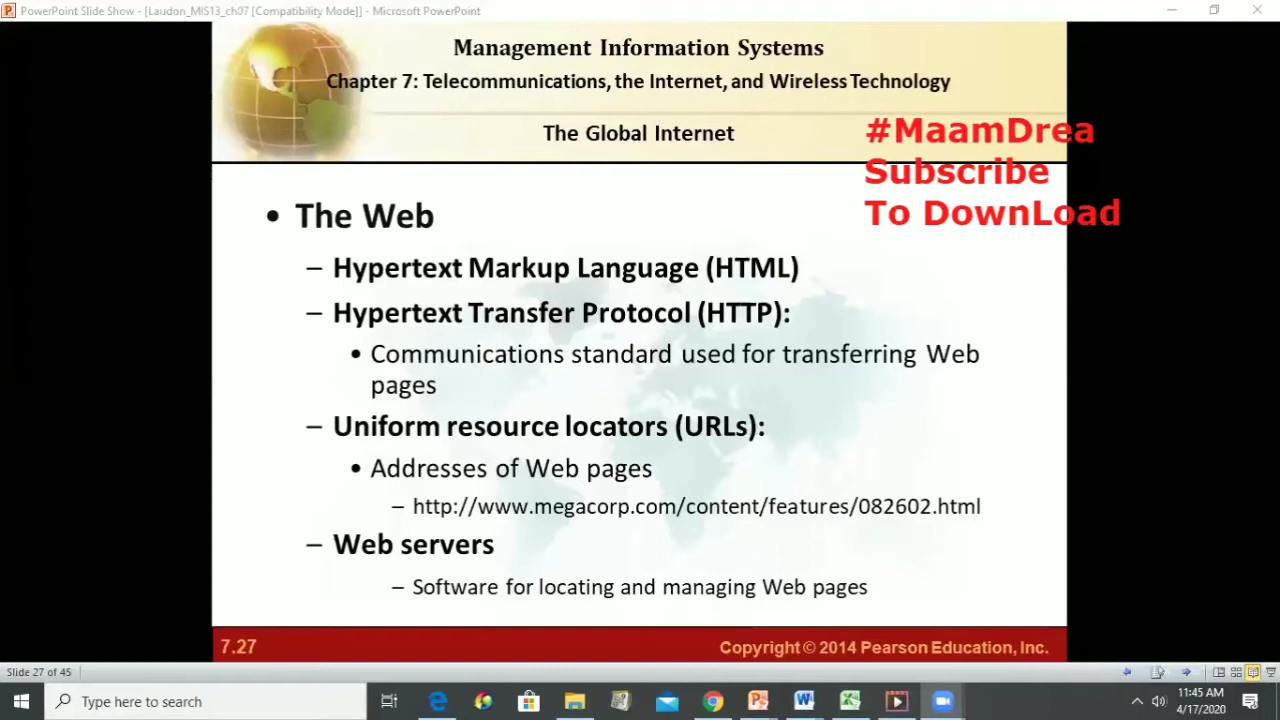 PowerPoint Slide Show - [Laudon_MIS13_ch07 [Compatibility Mode]] - Microsoft PowerPoint
Management Information Systems
Chapter 7: Telecommunications, the Internet, and Wireless Technology
The Global Internet
#MaamDrea
Subscribe
To DownLoad
• The Web
– Hypertext Markup Language (HTML)
– Hypertext Transfer Protocol (HTTP):
• Communications standard used for transferring Web
pages
– Uniform resource locators (URLs):
• Addresses of Web pages
– http://www.megacorp.com/content/features/082602.html
– Web servers
– Software for locating and managing Web pages
7.27
Copyright © 2014 Pearson Education, Inc.
Slide 27 of 45
Type here to search
11:45 AM
4/17/2020